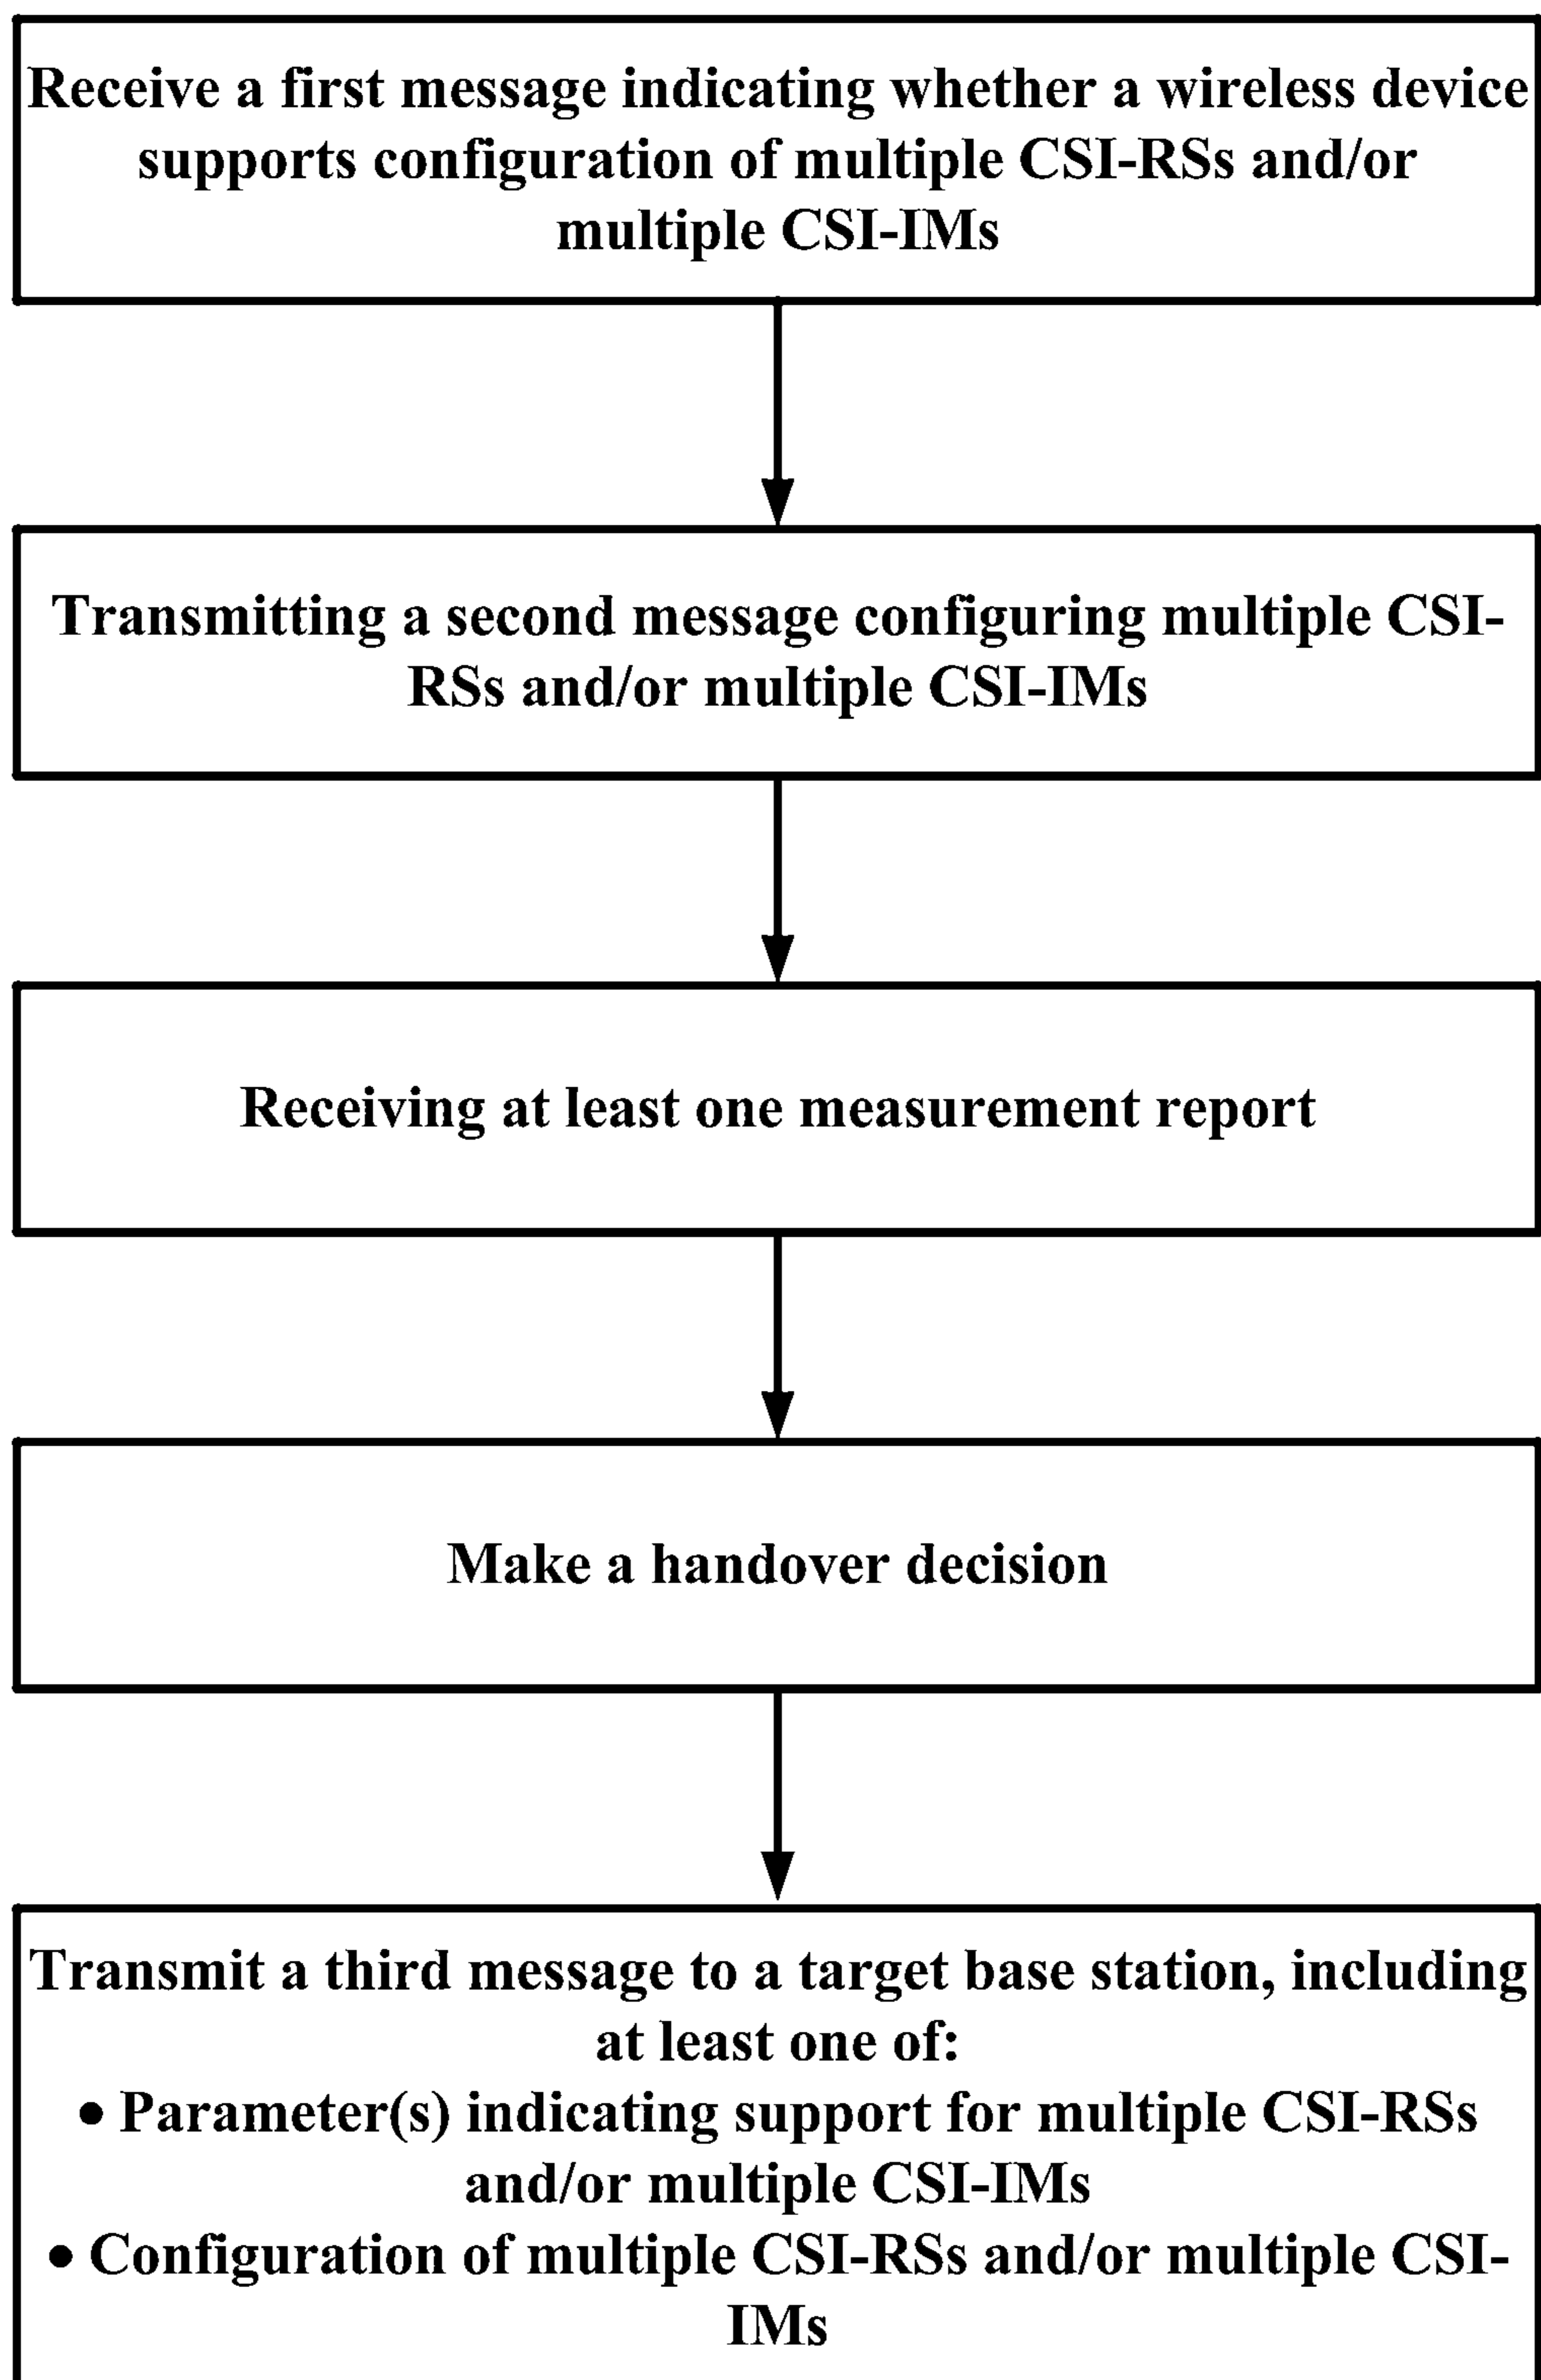 Receive a first message indicating whether a wireless device
supports configuration of multiple CSI-RSs and/or
multiple CSI-IMs
Transmitting a second message configuring multiple CSI-
RSs and/or multiple CSI-IMs
Receiving at least one measurement report
Make a handover decision
Transmit a third message to a target base station, including
at least one of:
● Parameter(s) indicating support for multiple CSI-RSs
and/or multiple CSI-IMs
● Configuration of multiple CSI-RSs and/or multiple CSI-
IMs